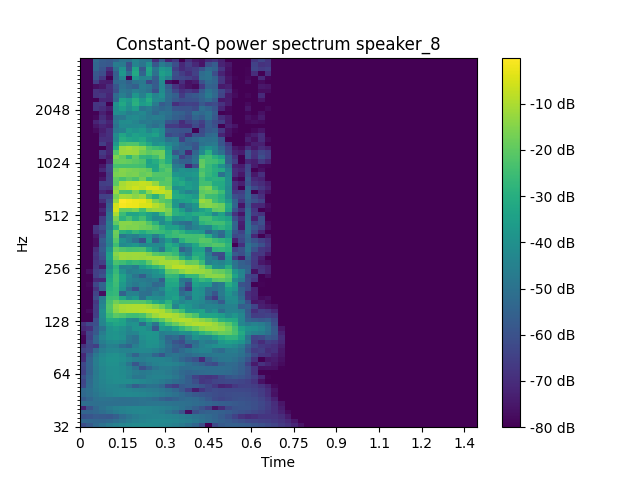 Constant-Q power spectrum speaker_8
Hz
2048
1024
512
256
128
64
32
0 0.15 0.3 0.45 0.6 0.75 0.9 1.1 1.2 1.4
Time
-10 dB
-20 dB
-30 dB
-40 dB
-50 dB
-60 dB
-70 dB
-80 dB